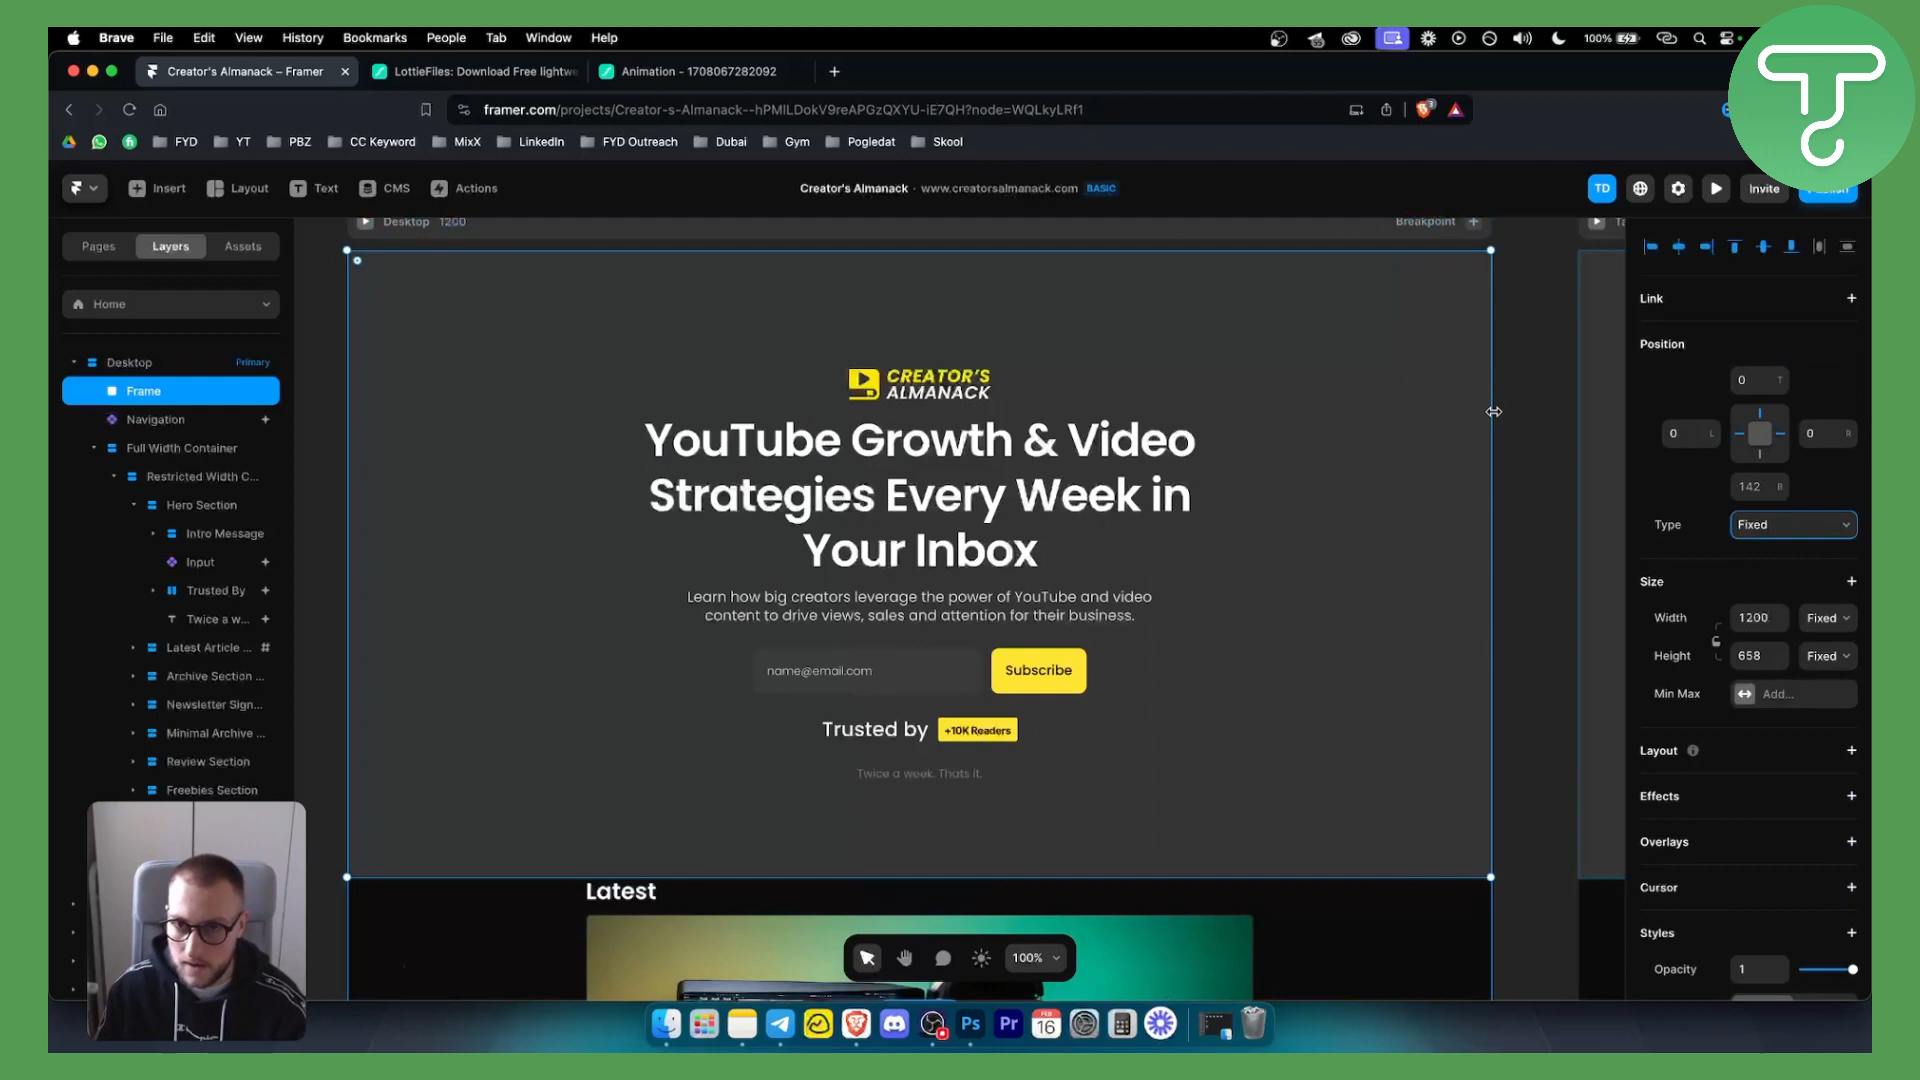 Brave File Edit View History Bookmarks People Tab Window Help 100%
Creator's Almanack – Framer LottieFiles: Download Free lightwe Animation - 1708067282092
framer.com/projects/Creator-s-Almanack--hPMILDokV9reAPGzQXYU-iE7QH?node=WQLkyLRf1 3
FYD YT PBZ CC Keyword MixX LinkedIn FYD Outreach Dubai Gym Pogledat Skool
Insert Layout Text CMS Actions Creator's Almanack · www.creatorsalmanack.com BASIC TD Invite Publish
Desktop 1200 Breakpoint Ta
Pages Layers Assets
Home
Desktop Primary
Frame
Navigation
Full Width Container
Restricted Width C...
Hero Section
Intro Message
Input
Trusted By
Twice a w...
Latest Article ...
Archive Section ...
Newsletter Sign...
Minimal Archive ...
Review Section
Freebies Section
CREATOR'S
ALMANACK
YouTube Growth & Video
Strategies Every Week in
Your Inbox
Learn how big creators leverage the power of YouTube and video
content to drive views, sales and attention for their business.
name@email.com Subscribe
Trusted by +10K Readers
Twice a week. Thats it.
Latest
100%
Link
Position
0 T
0 L 0 R
142 B
Type Fixed
Size
Width 1200 Fixed
Height 658 Fixed
Min Max Add...
Layout
Effects
Overlays
Cursor
Styles
Opacity 1
Ps Pr FEB 16